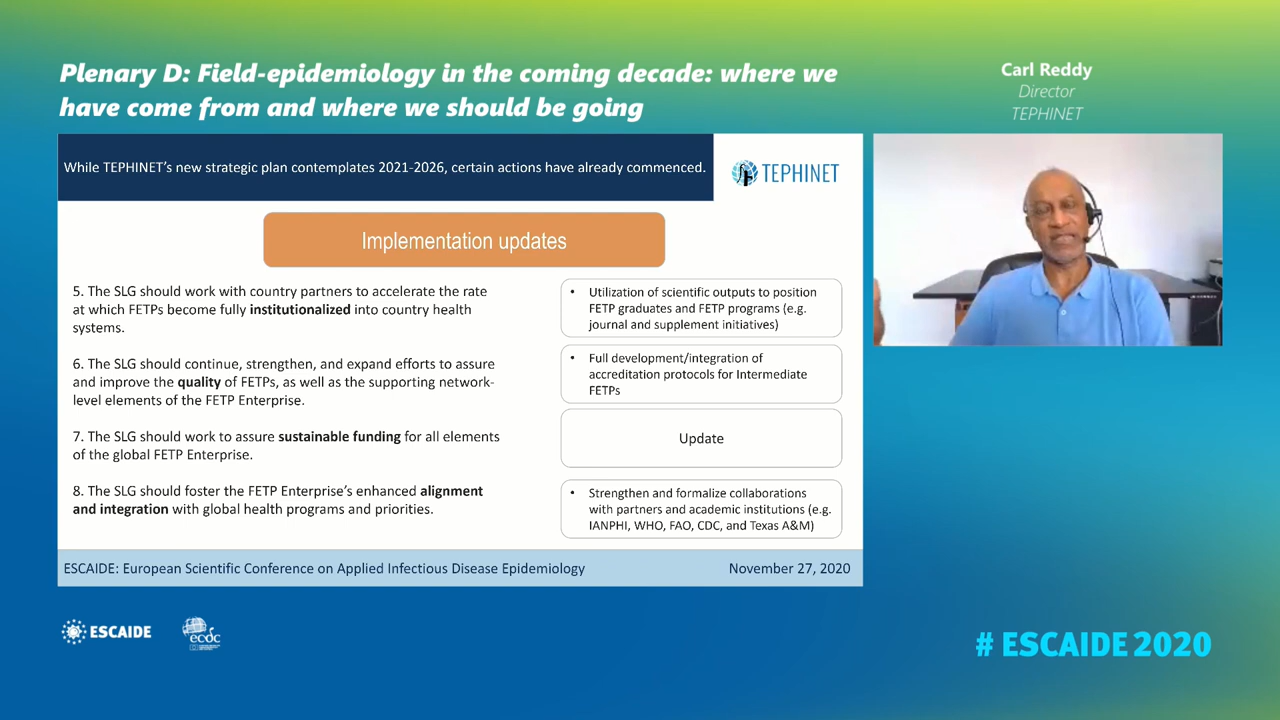 Plenary D: Field-epidemiology in the coming decade: where we
have come from and where we should be going
Carl Reddy
Director
TEPHINET
While TEPHINET's new strategic plan contemplates 2021-2026, certain actions have already commenced.
TEPHINET
Implementation updates
5. The SLG should work with country partners to accelerate the rate
at which FETPs become fully institutionalized into country health
systems.
• Utilization of scientific outputs to position
FETP graduates and FETP programs (e.g.
journal and supplement initiatives)
6. The SLG should continue, strengthen, and expand efforts to assure
and improve the quality of FETPs, as well as the supporting network-
level elements of the FETP Enterprise.
• Full development/integration of
accreditation protocols for Intermediate
FETPs
7. The SLG should work to assure sustainable funding for all elements
of the global FETP Enterprise.
Update
8. The SLG should foster the FETP Enterprise's enhanced alignment
and integration with global health programs and priorities.
• Strengthen and formalize collaborations
with partners and academic institutions (e.g.
IANPHI, WHO, FAO, CDC, and Texas A&M)
ESCAIDE: European Scientific Conference on Applied Infectious Disease Epidemiology
November 27, 2020
ESCAIDE
ecdc
# ESCAIDE 2020